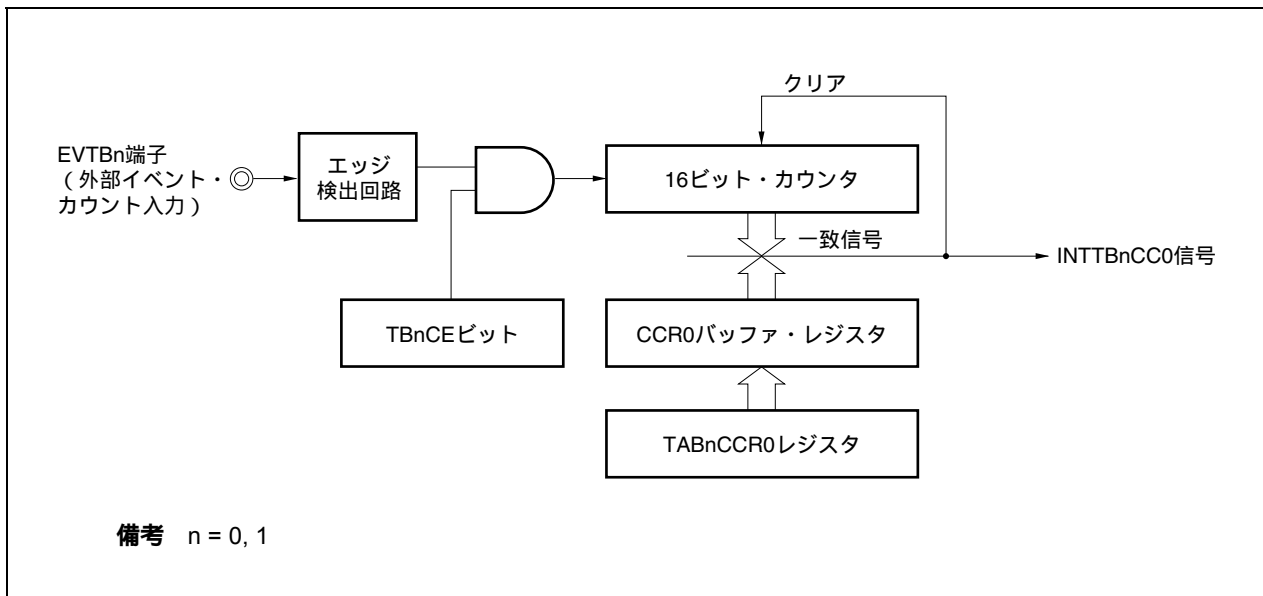 クリア
EVTBn端子
（外部イベント・
カウント入力）
エッジ
検出回路
16ビット・カウンタ
一致信号
INTTBnCC0信号
TBnCEビット
CCR0バッファ・レジスタ
TABnCCR0レジスタ
備考 n = 0, 1